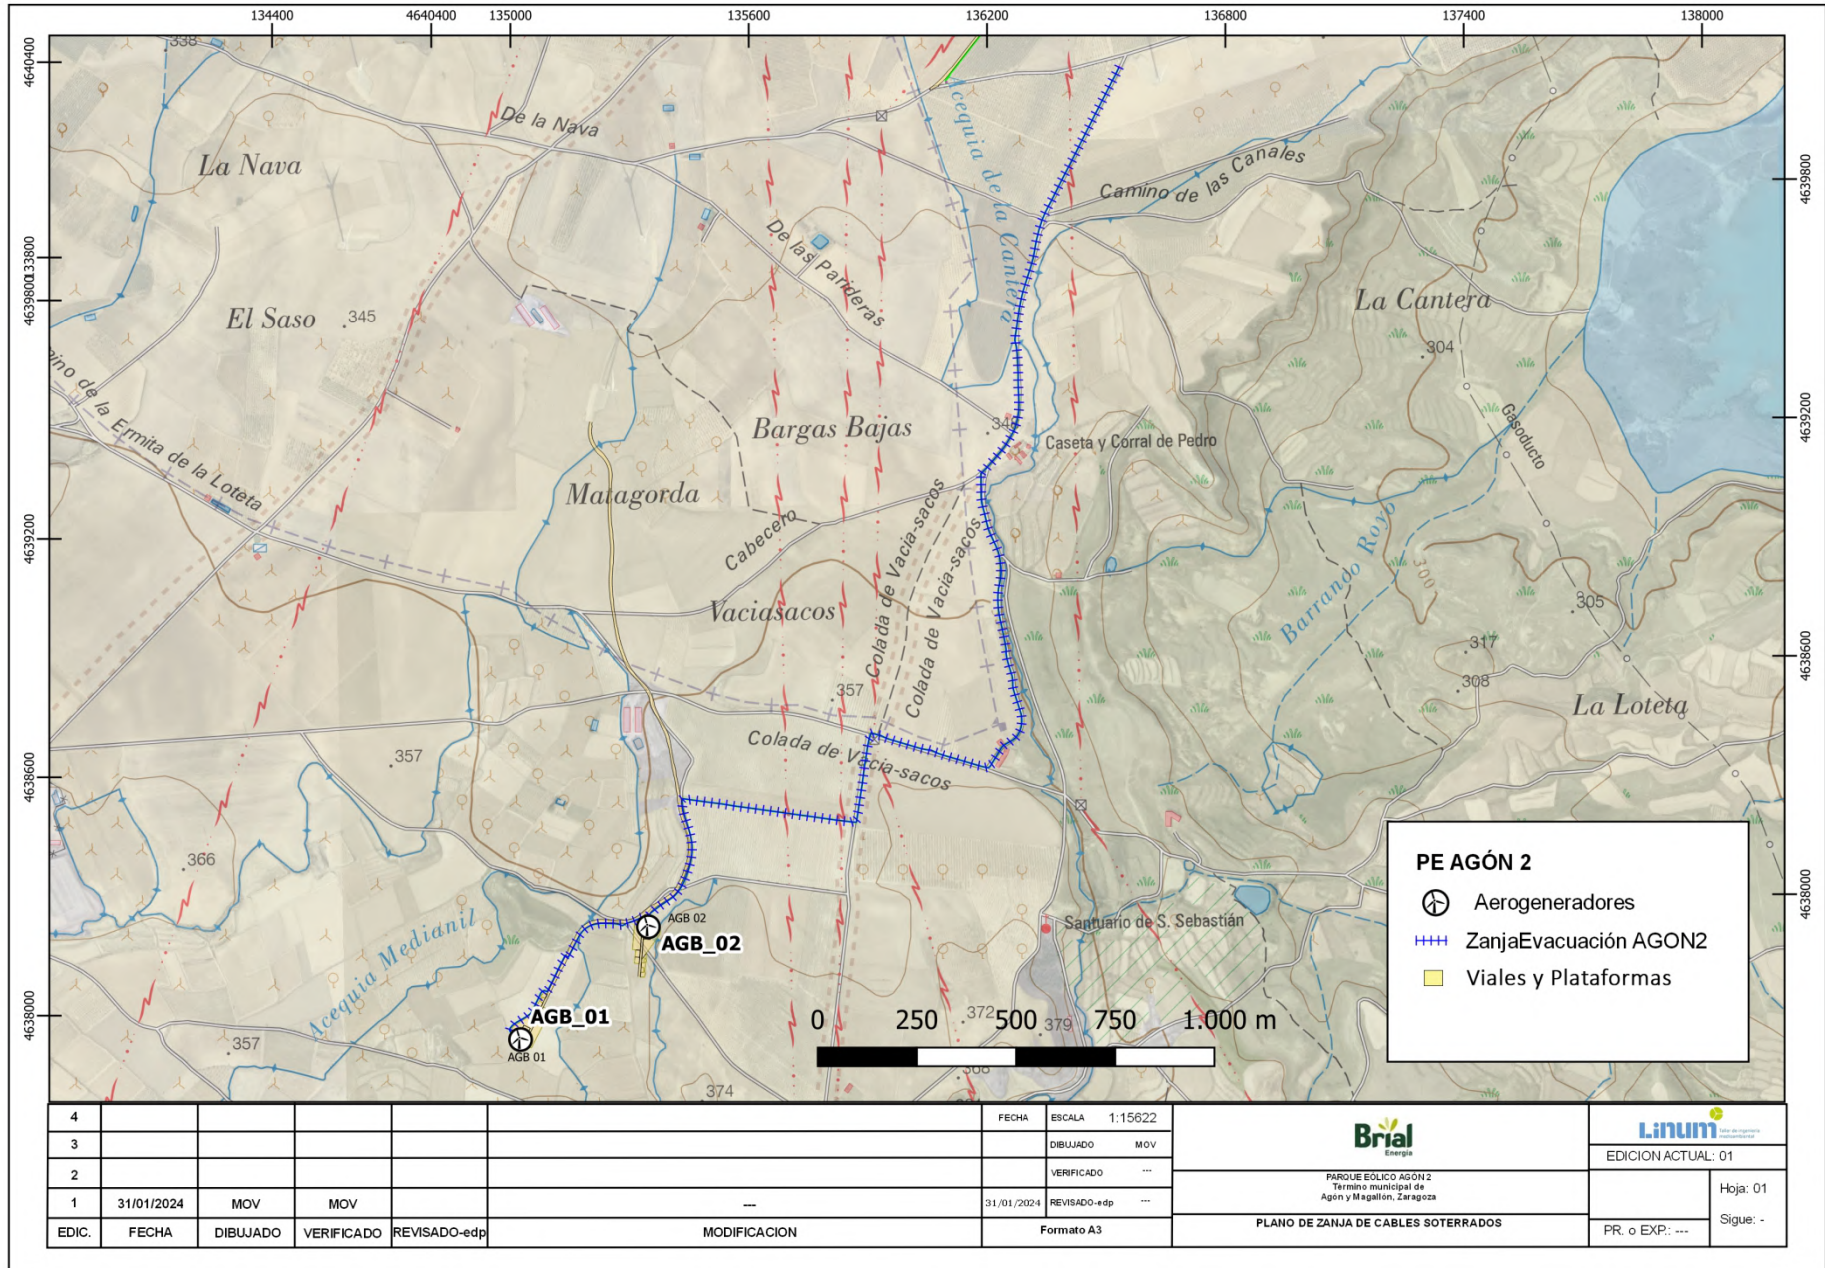 134400
4640400
135000
135600
136200
136800
137400
138000
4640400
133800
4639800
4639200
4638600
4638000
4639800
4639200
4638600
4638000
338
De la Nava
La Nava
Acequia de la Cantera
Camino de las Canales
De las Parideras
El Saso
345
La Cantera
304
Camino de la Ermita de la Loteta
Bargas Bajas
Caseta y Corral de Pedro
Gasoducto
Matagorda
Cabecero
Colada de Vacia-sacos
Colada de Vacia-sacos
Barranco Royo
300
305
Vaciasacos
317
308
357
La Loteta
Colada de Vacia-sacos
357
366
Acequia Medianil
AGB 02
AGB_02
Santuario de S. Sebastián
AGB_01
AGB 01
357
372
379
368
374
0 250 500 750 1.000 m
PE AGÓN 2
Aerogeneradores
ZanjaEvacuación AGON2
Viales y Plataformas
4
3
2
1 31/01/2024 MOV MOV ---
EDIC. FECHA DIBUJADO VERIFICADO REVISADO-edp MODIFICACION
FECHA ESCALA 1:15622
DIBUJADO MOV
VERIFICADO ---
31/01/2024 REVISADO-edp ---
Formato A3
Brial
Energía
PARQUE EÓLICO AGÓN 2
Término municipal de
Agón y Magallón, Zaragoza
PLANO DE ZANJA DE CABLES SOTERRADOS
Linum
EDICION ACTUAL: 01
Hoja: 01
Sigue: -
PR. o EXP.: ---